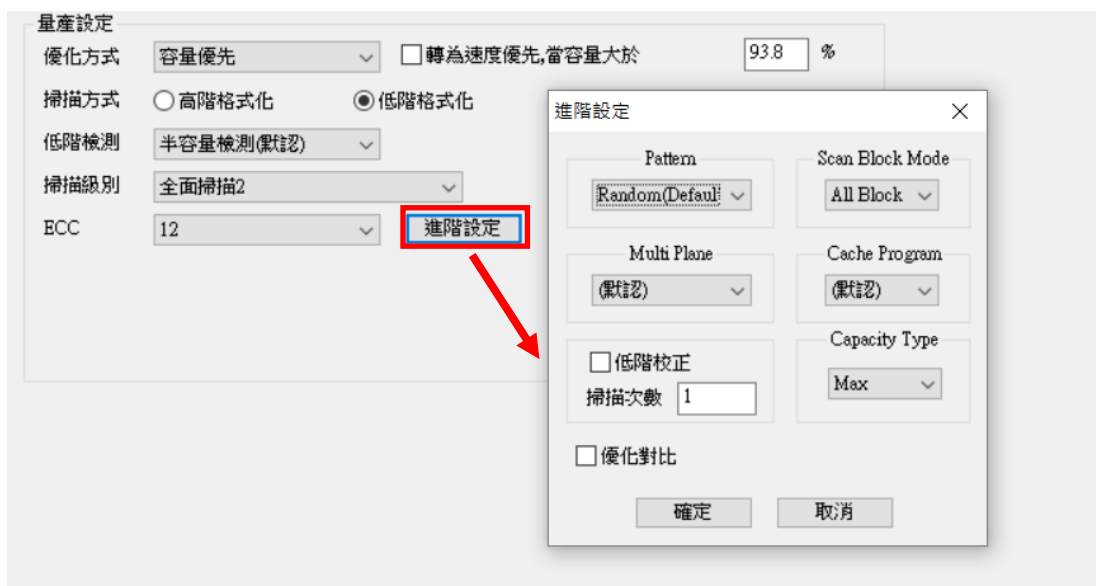 量產設定
優化方式 容量優先 轉為速度優先,當容量大於 93.8 %
掃描方式 高階格式化 低階格式化
低階檢測 半容量檢測(默認)
掃描級別 全面掃描2
ECC 12 進階設定
進階設定
Pattern Scan Block Mode
Random(Defaul All Block
Multi Plane Cache Program
(默認) (默認)
Capacity Type
低階校正
Max
掃描次數 1
優化對比
確定 取消